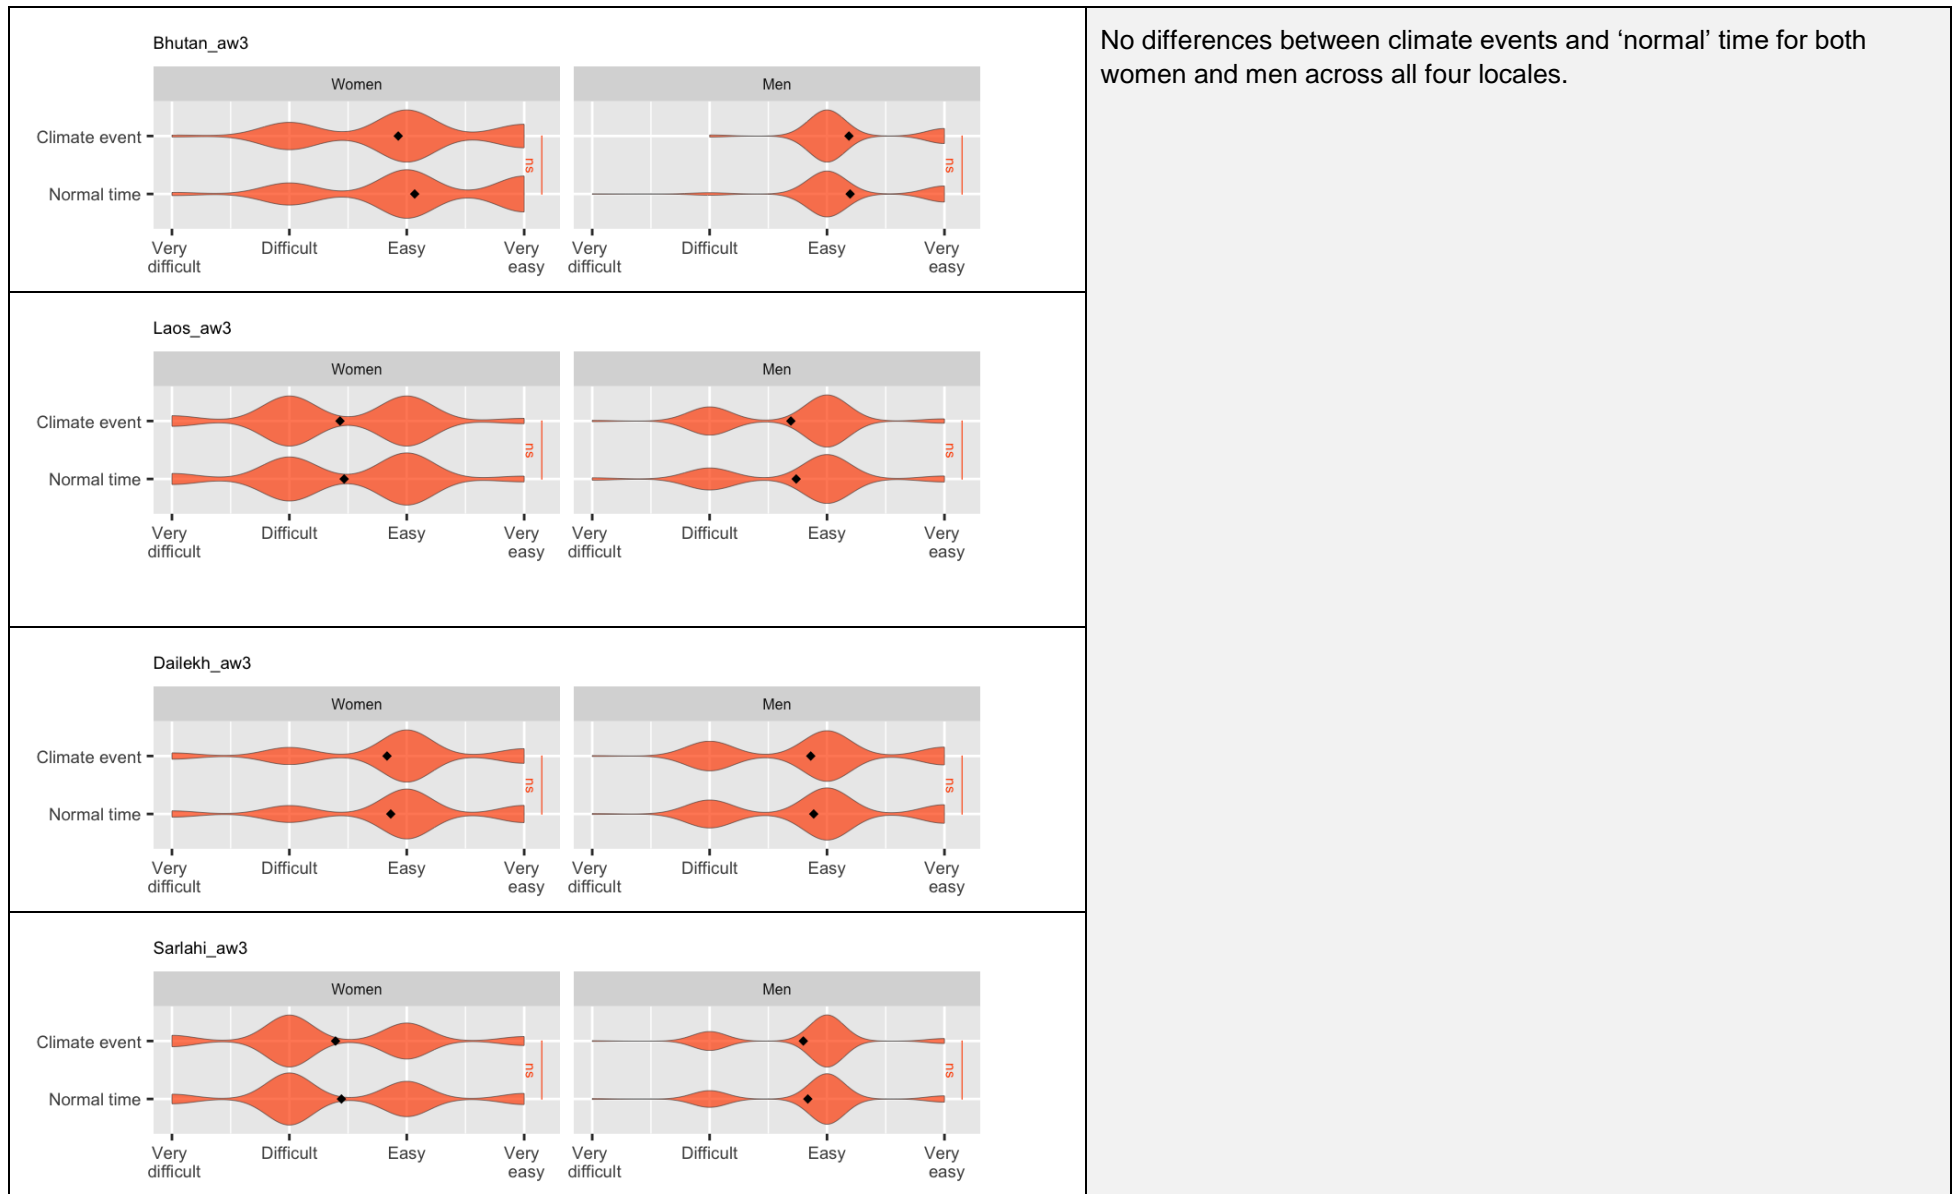 Bhutan_aw3
Women
Men
Climate event
Normal time
ns
ns
Very difficult
Difficult
Easy
Very easy
Very difficult
Difficult
Easy
Very easy
No differences between climate events and ‘normal’ time for both
women and men across all four locales.
Laos_aw3
Women
Men
Climate event
Normal time
ns
ns
Very difficult
Difficult
Easy
Very easy
Very difficult
Difficult
Easy
Very easy
Dailekh_aw3
Women
Men
Climate event
Normal time
ns
ns
Very difficult
Difficult
Easy
Very easy
Very difficult
Difficult
Easy
Very easy
Sarlahi_aw3
Women
Men
Climate event
Normal time
ns
ns
Very difficult
Difficult
Easy
Very easy
Very difficult
Difficult
Easy
Very easy